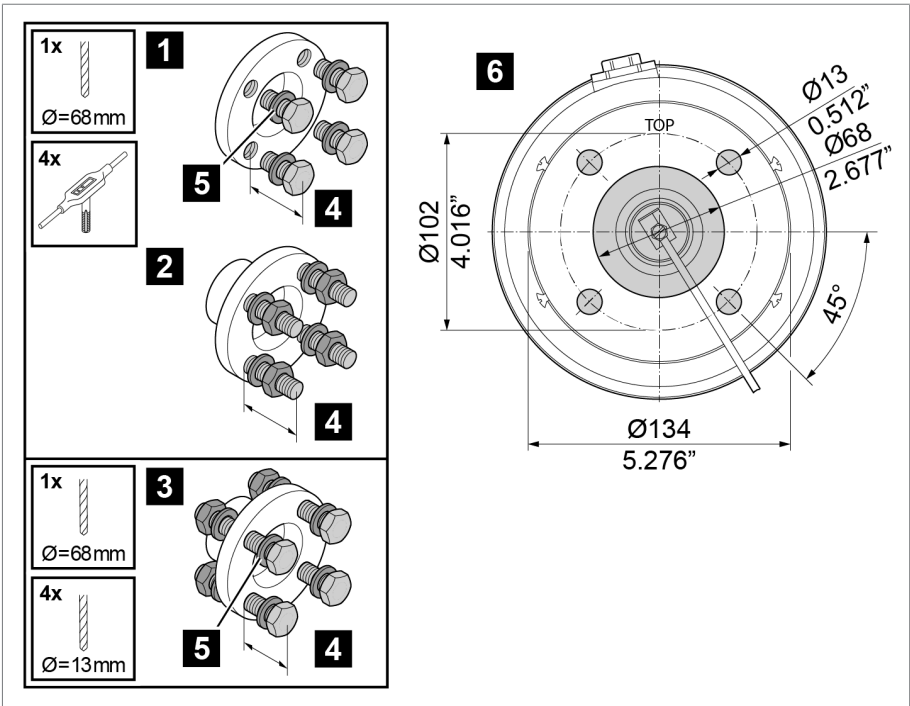 1x
Ø=68mm
4x
1
5
4
2
4
1x
Ø=68mm
4x
Ø=13mm
3
5
4
6
TOP
Ø13
0.512”
Ø68
2.677”
Ø102
4.016”
45°
Ø134
5.276”